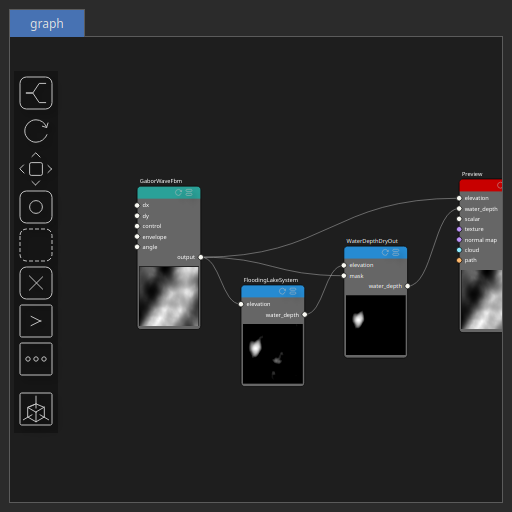 graph
GaborWaveFbm
dx
dy
control
envelope
angle
output
FloodingLakeSystem
elevation
water_depth
WaterDepthDryOut
elevation
mask
water_depth
Preview
elevation
water_depth
scalar
texture
normal map
cloud
path